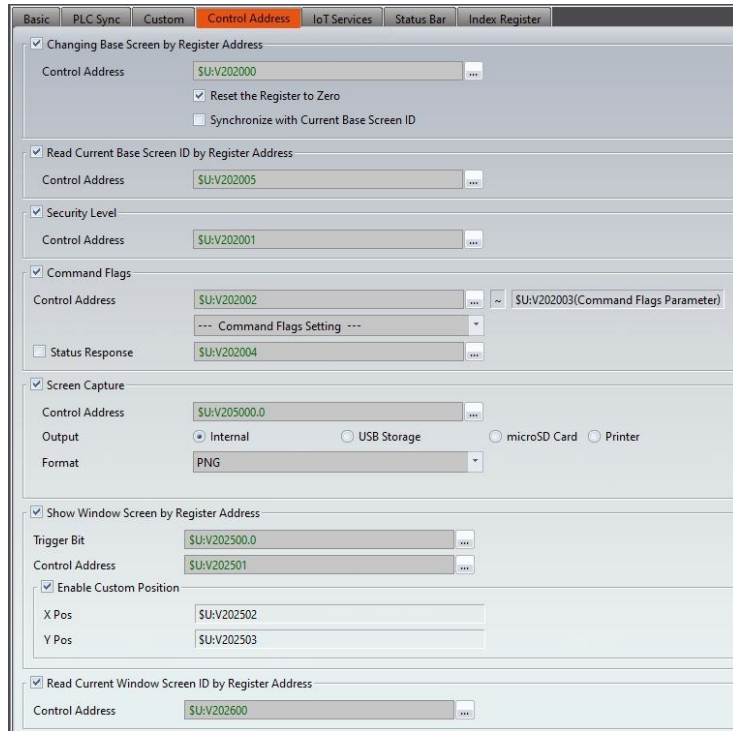 Basic PLC Sync Custom Control Address IoT Services Status Bar Index Register
Changing Base Screen by Register Address
Control Address $U:V202000 ...
Reset the Register to Zero
Synchronize with Current Base Screen ID
Read Current Base Screen ID by Register Address
Control Address $U:V202005 ...
Security Level
Control Address $U:V202001 ...
Command Flags
Control Address $U:V202002 ... ~ $U:V202003(Command Flags Parameter)
--- Command Flags Setting ---
Status Response $U:V202004 ...
Screen Capture
Control Address $U:V205000.0 ...
Output Internal USB Storage microSD Card Printer
Format PNG
Show Window Screen by Register Address
Trigger Bit $U:V202500.0 ...
Control Address $U:V202501 ...
Enable Custom Position
X Pos $U:V202502
Y Pos $U:V202503
Read Current Window Screen ID by Register Address
Control Address $U:V202600 ...